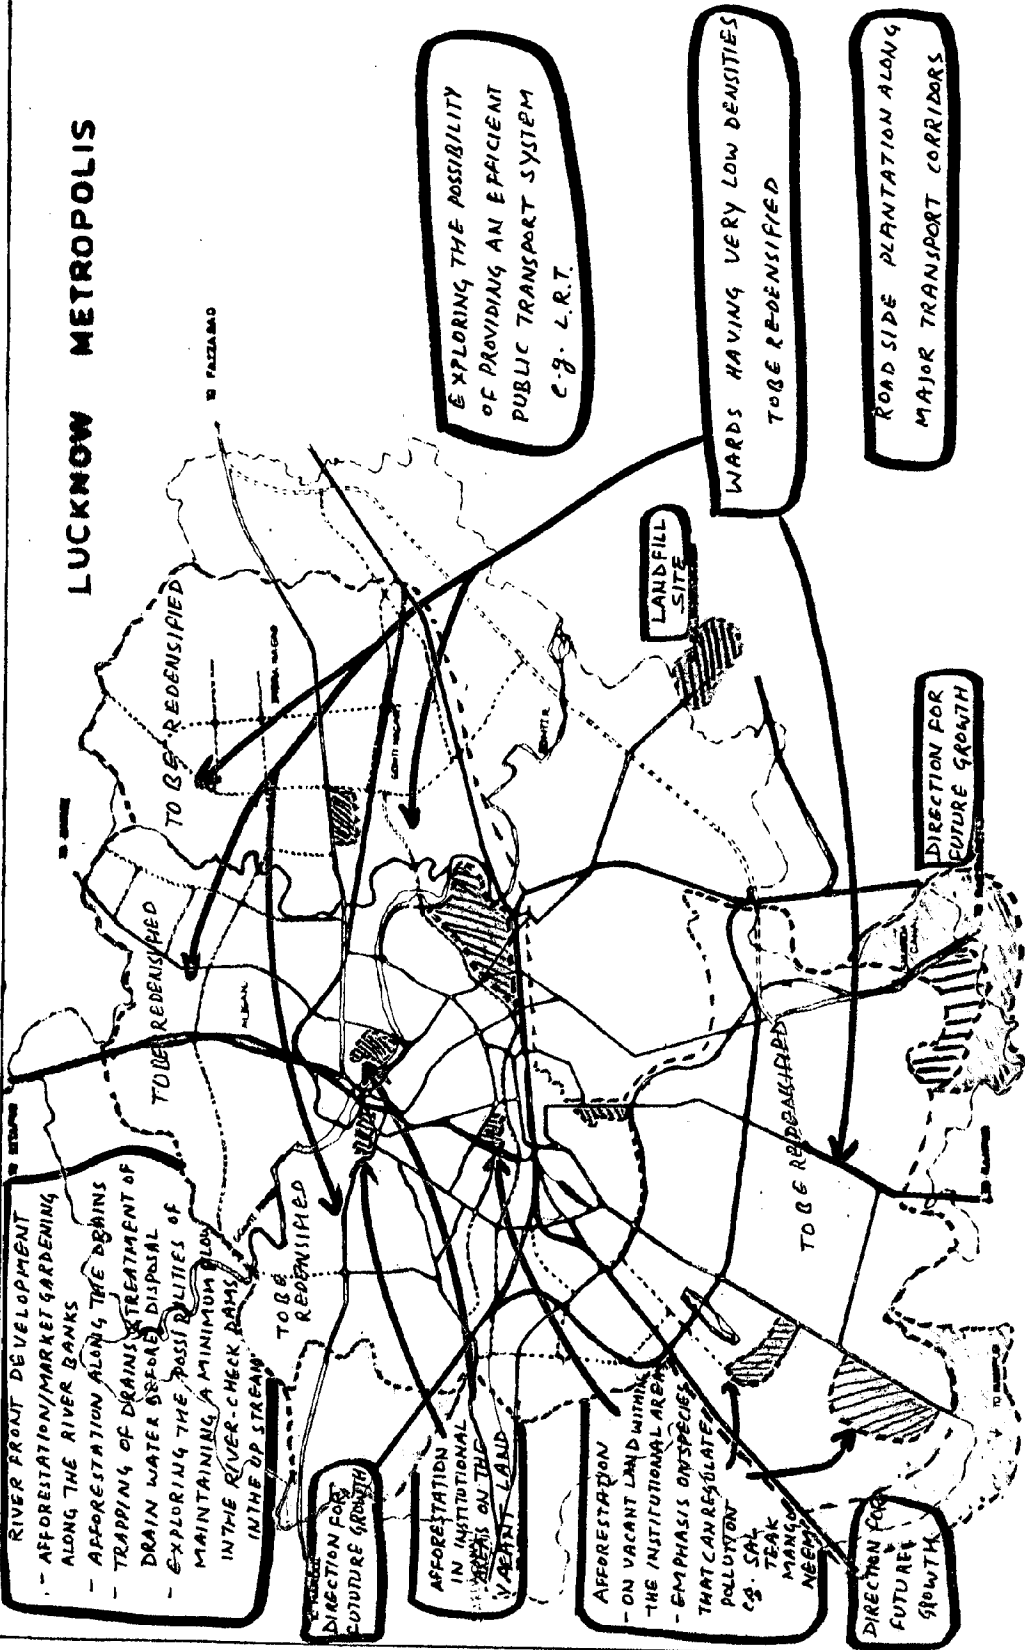 LUCKNOW METROPOLIS
RIVER FRONT DEVELOPMENT
- AFFORESTATION/MARKET GARDENING
ALONG THE RIVER BANKS
- AFFORESTATION ALONG THE DRAINS
- TRAPPING OF DRAINS & TREATMENT OF
DRAIN WATER BEFORE DISPOSAL
- EXPLORING THE POSSIBILITIES OF
MAINTAINING A MINIMUM FLOW
IN THE RIVER-CHECK DAMS
IN THE UP STREAM
TO BE REDENSIFIED
TO BE REDENSIFIED
TO BE
REDENSIFIED
TO FAIZABAD
EXPLORING THE POSSIBILITY
OF PROVIDING AN EFFICIENT
PUBLIC TRANSPORT SYSTEM
e.g. L.R.T.
WARDS HAVING VERY LOW DENSITIES
TO BE REDENSIFIED
ROAD SIDE PLANTATION ALONG
MAJOR TRANSPORT CORRIDORS
LANDFILL
SITE
DIRECTION FOR
FUTURE GROWTH
DIRECTION FOR
FUTURE GROWTH
AFFORESTATION
IN INSTITUTIONAL
AREAS ON THE
VACANT LAND
AFFORESTATION
- ON VACANT LAND WITHIN
THE INSTITUTIONAL AREA
- EMPHASIS ON SPECIES
THAT CAN REGULATE
POLLUTION
e.g. SAL
TEAK
MANGO
NEEM
TO BE REDENSIFIED
DIRECTION FOR
FUTURE
GROWTH